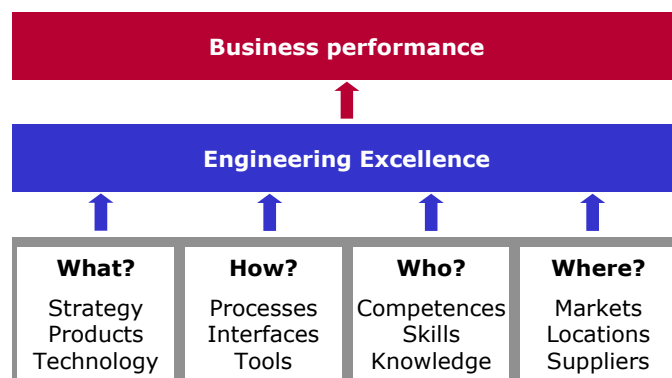 Business performance
Engineering Excellence
What?
Strategy
Products
Technology
How?
Processes
Interfaces
Tools
Who?
Competences
Skills
Knowledge
Where?
Markets
Locations
Suppliers